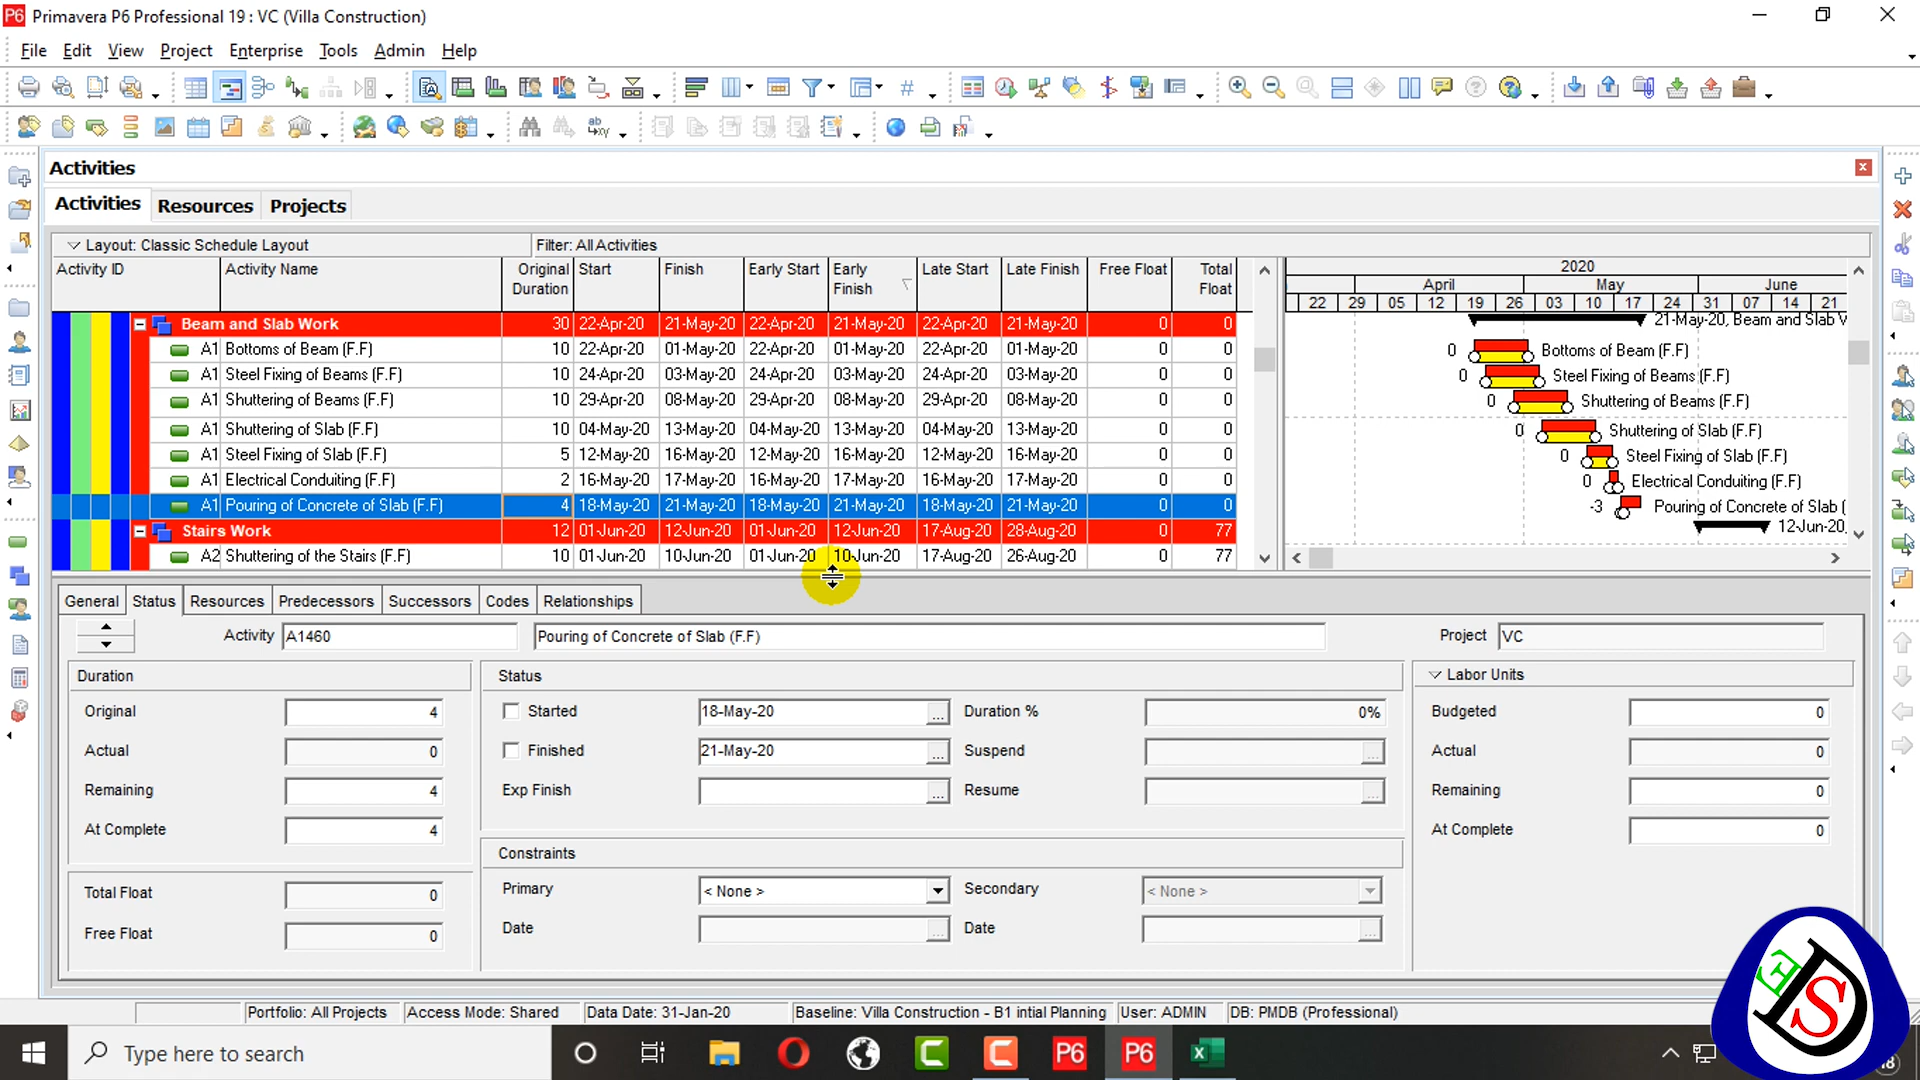 P6 Primavera P6 Professional 19 : VC (Villa Construction)
File Edit View Project Enterprise Tools Admin Help
Activities
Activities Resources Projects
Layout: Classic Schedule Layout Filter: All Activities
Activity ID Activity Name Original Duration Start Finish Early Start Early Finish Late Start Late Finish Free Float Total Float
2020
April May June
22 29 05 12 19 26 03 10 17 24 31 07 14 21
Beam and Slab Work 30 22-Apr-20 21-May-20 22-Apr-20 21-May-20 22-Apr-20 21-May-20 0 0
A1 Bottoms of Beam (F.F) 10 22-Apr-20 01-May-20 22-Apr-20 01-May-20 22-Apr-20 01-May-20 0 0
A1 Steel Fixing of Beams (F.F) 10 24-Apr-20 03-May-20 24-Apr-20 03-May-20 24-Apr-20 03-May-20 0 0
A1 Shuttering of Beams (F.F) 10 29-Apr-20 08-May-20 29-Apr-20 08-May-20 29-Apr-20 08-May-20 0 0
A1 Shuttering of Slab (F.F) 10 04-May-20 13-May-20 04-May-20 13-May-20 04-May-20 13-May-20 0 0
A1 Steel Fixing of Slab (F.F) 5 12-May-20 16-May-20 12-May-20 16-May-20 12-May-20 16-May-20 0 0
A1 Electrical Conduiting (F.F) 2 16-May-20 17-May-20 16-May-20 17-May-20 16-May-20 17-May-20 0 0
A1 Pouring of Concrete of Slab (F.F) 4 18-May-20 21-May-20 18-May-20 21-May-20 18-May-20 21-May-20 0 0
Stairs Work 12 01-Jun-20 12-Jun-20 01-Jun-20 12-Jun-20 17-Aug-20 28-Aug-20 0 77
A2 Shuttering of the Stairs (F.F) 10 01-Jun-20 10-Jun-20 01-Jun-20 10-Jun-20 17-Aug-20 26-Aug-20 0 77
21-May-20, Beam and Slab W
0 Bottoms of Beam (F.F)
0 Steel Fixing of Beams (F.F)
0 Shuttering of Beams (F.F)
0 Shuttering of Slab (F.F)
0 Steel Fixing of Slab (F.F)
0 Electrical Conduiting (F.F)
-3 Pouring of Concrete of Slab (
12-Jun-20,
General Status Resources Predecessors Successors Codes Relationships
Activity A1460 Pouring of Concrete of Slab (F.F) Project VC
Duration
Original 4
Actual 0
Remaining 4
At Complete 4
Total Float 0
Free Float 0
Status
Started 18-May-20 ... Duration % 0%
Finished 21-May-20 ... Suspend ...
Exp Finish ... Resume ...
Constraints
Primary < None > Secondary < None >
Date ... Date ...
Labor Units
Budgeted 0
Actual 0
Remaining 0
At Complete 0
Portfolio: All Projects Access Mode: Shared Data Date: 31-Jan-20 Baseline: Villa Construction - B1 intial Planning User: ADMIN DB: PMDB (Professional)
Type here to search
P6 P6
E D S